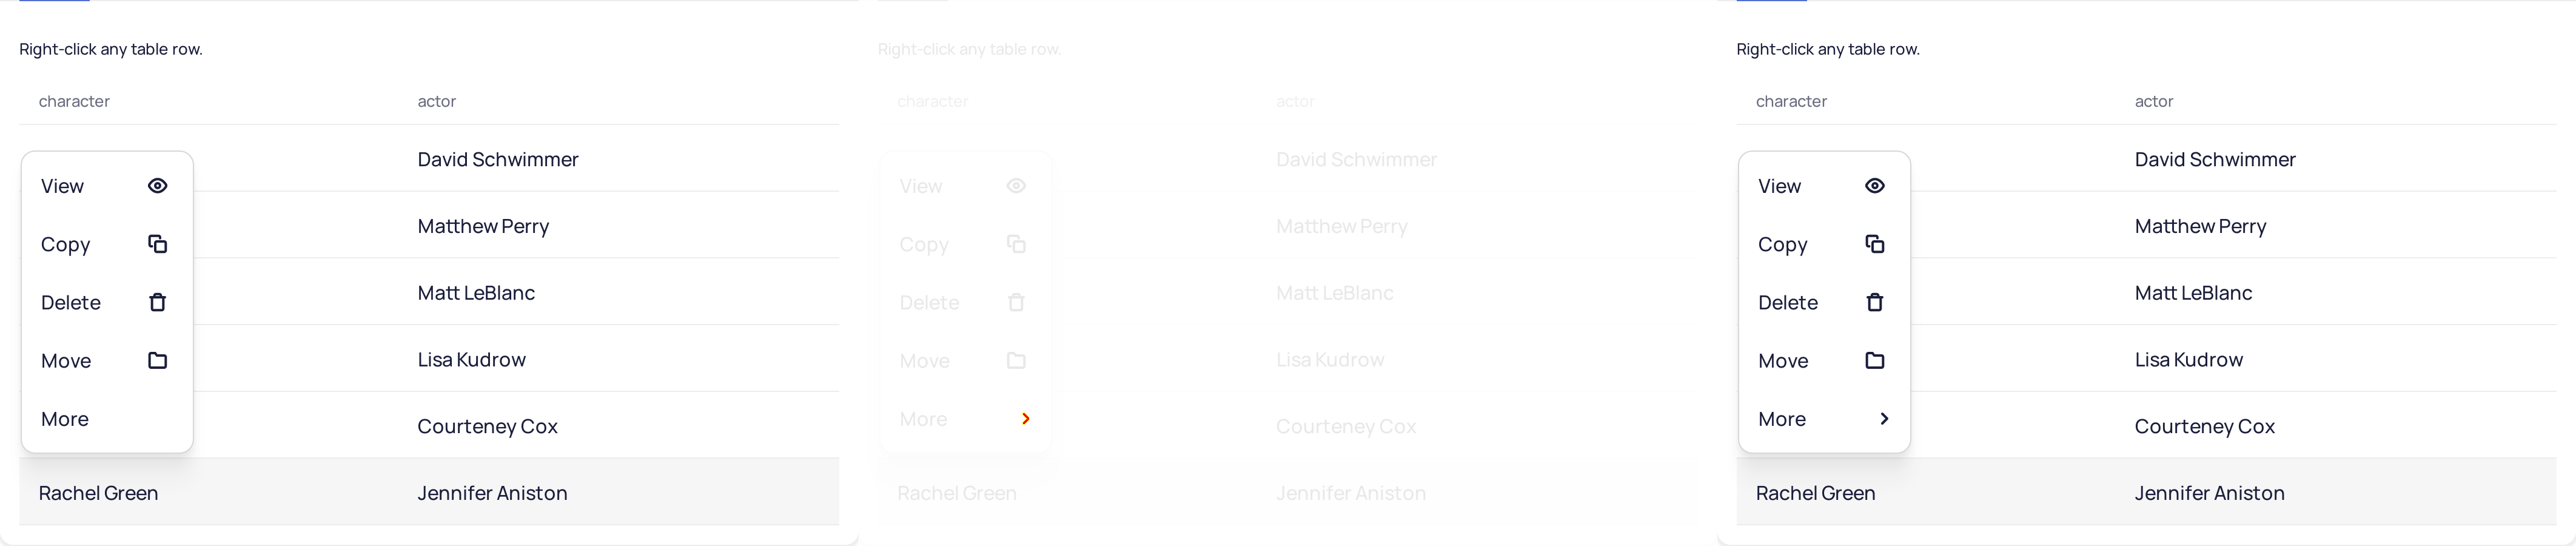 Right-click any table row.
character actor
David Schwimmer
View
Matthew Perry
Copy
Matt LeBlanc
Delete
Lisa Kudrow
Move
Courteney Cox
More
Rachel Green Jennifer Aniston
Right-click any table row.
character actor
David Schwimmer
View
Matthew Perry
Copy
Matt LeBlanc
Delete
Lisa Kudrow
Move
Courteney Cox
More
Rachel Green Jennifer Aniston
Right-click any table row.
character actor
David Schwimmer
View
Matthew Perry
Copy
Matt LeBlanc
Delete
Lisa Kudrow
Move
Courteney Cox
More
Rachel Green Jennifer Aniston